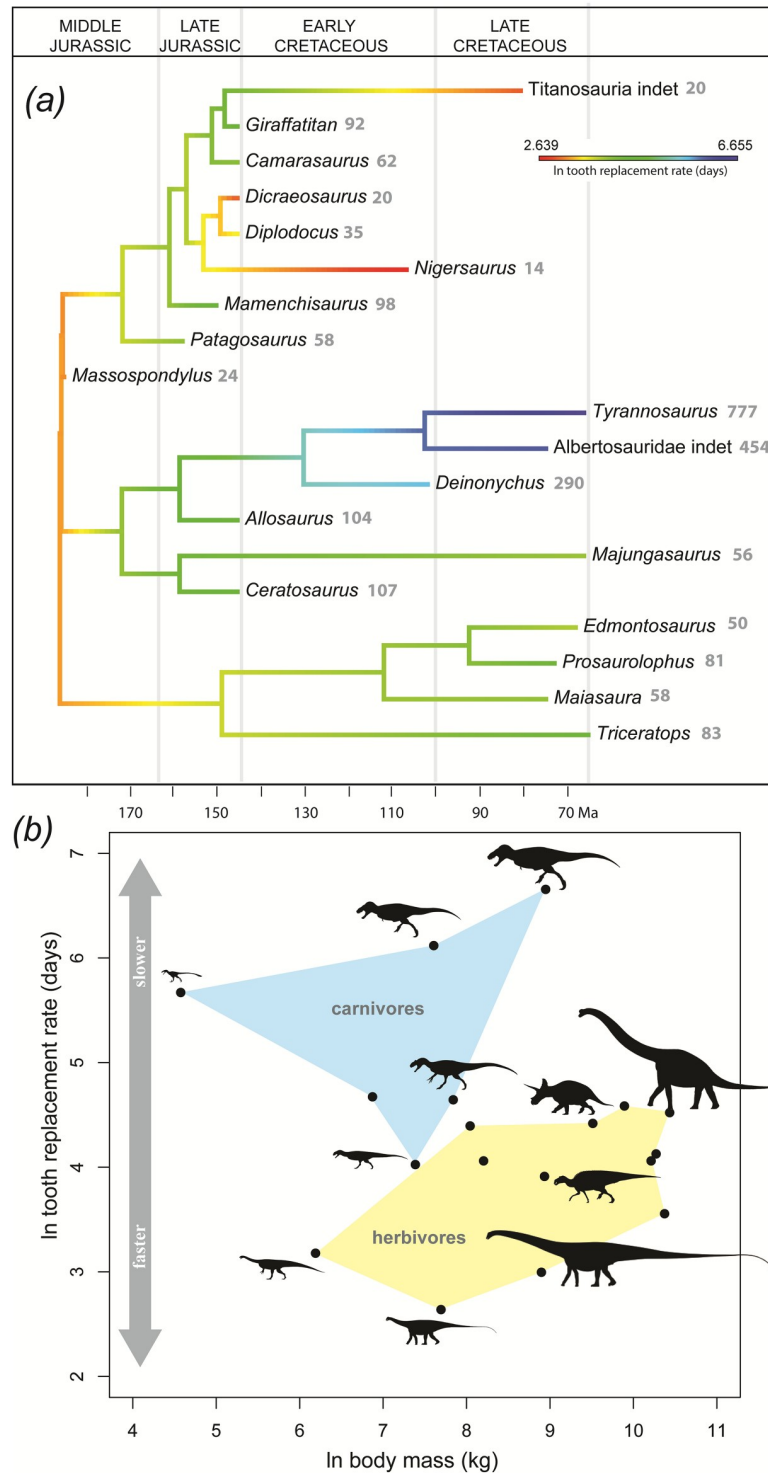 MIDDLE JURASSIC
LATE JURASSIC
EARLY CRETACEOUS
LATE CRETACEOUS
(a)
Titanosauria indet 20
2.639 6.655
ln tooth replacement rate (days)
Giraffatitan 92
Camarasaurus 62
Dicraeosaurus 20
Diplodocus 35
Nigersaurus 14
Mamenchisaurus 98
Patagosaurus 58
Massospondylus 24
Tyrannosaurus 777
Albertosauridae indet 454
Deinonychus 290
Allosaurus 104
Majungasaurus 56
Ceratosaurus 107
Edmontosaurus 50
Prosaurolophus 81
Maiasaura 58
Triceratops 83
170 150 130 110 90 70 Ma
(b)
7
6
5
4
3
2
ln tooth replacement rate (days)
slower
faster
carnivores
herbivores
4 5 6 7 8 9 10 11
ln body mass (kg)